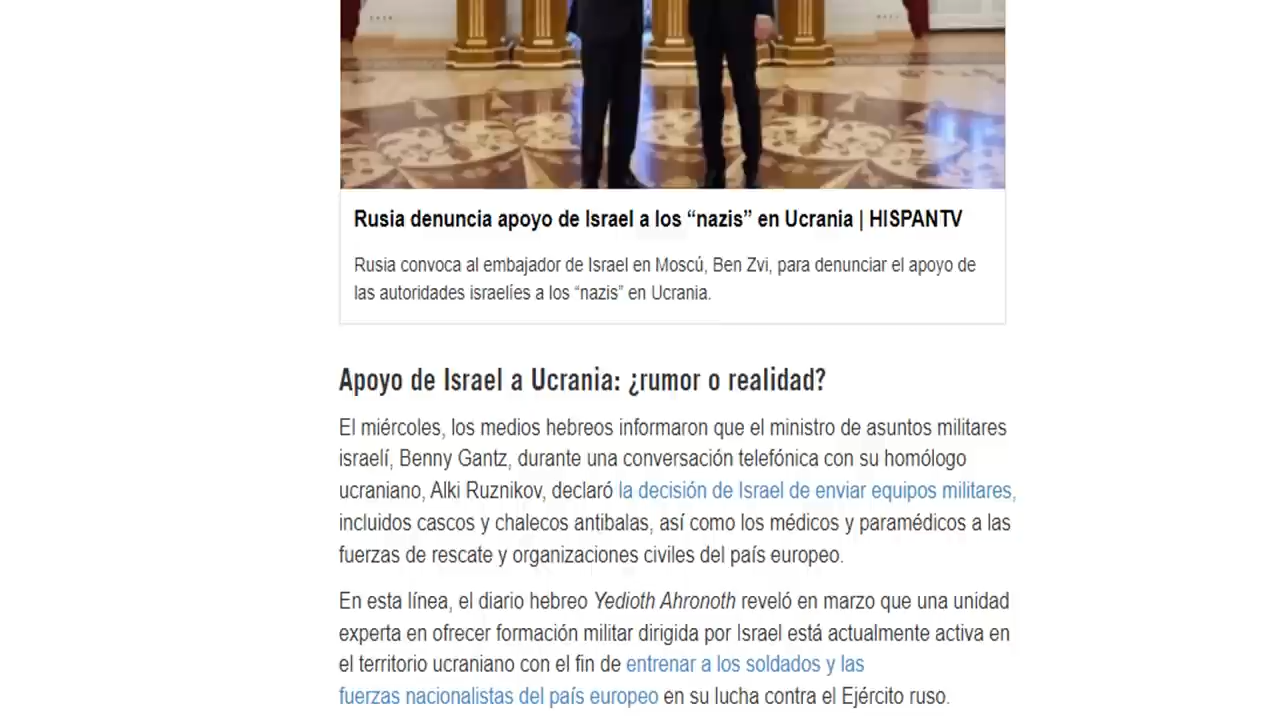 Rusia denuncia apoyo de Israel a los “nazis” en Ucrania | HISPANTV
Rusia convoca al embajador de Israel en Moscú, Ben Zvi, para denunciar el apoyo de
las autoridades israelíes a los “nazis” en Ucrania.
Apoyo de Israel a Ucrania: ¿rumor o realidad?
El miércoles, los medios hebreos informaron que el ministro de asuntos militares
israelí, Benny Gantz, durante una conversación telefónica con su homólogo
ucraniano, Alki Ruznikov, declaró la decisión de Israel de enviar equipos militares,
incluidos cascos y chalecos antibalas, así como los médicos y paramédicos a las
fuerzas de rescate y organizaciones civiles del país europeo.
En esta línea, el diario hebreo Yedioth Ahronoth reveló en marzo que una unidad
experta en ofrecer formación militar dirigida por Israel está actualmente activa en
el territorio ucraniano con el fin de entrenar a los soldados y las
fuerzas nacionalistas del país europeo en su lucha contra el Ejército ruso.